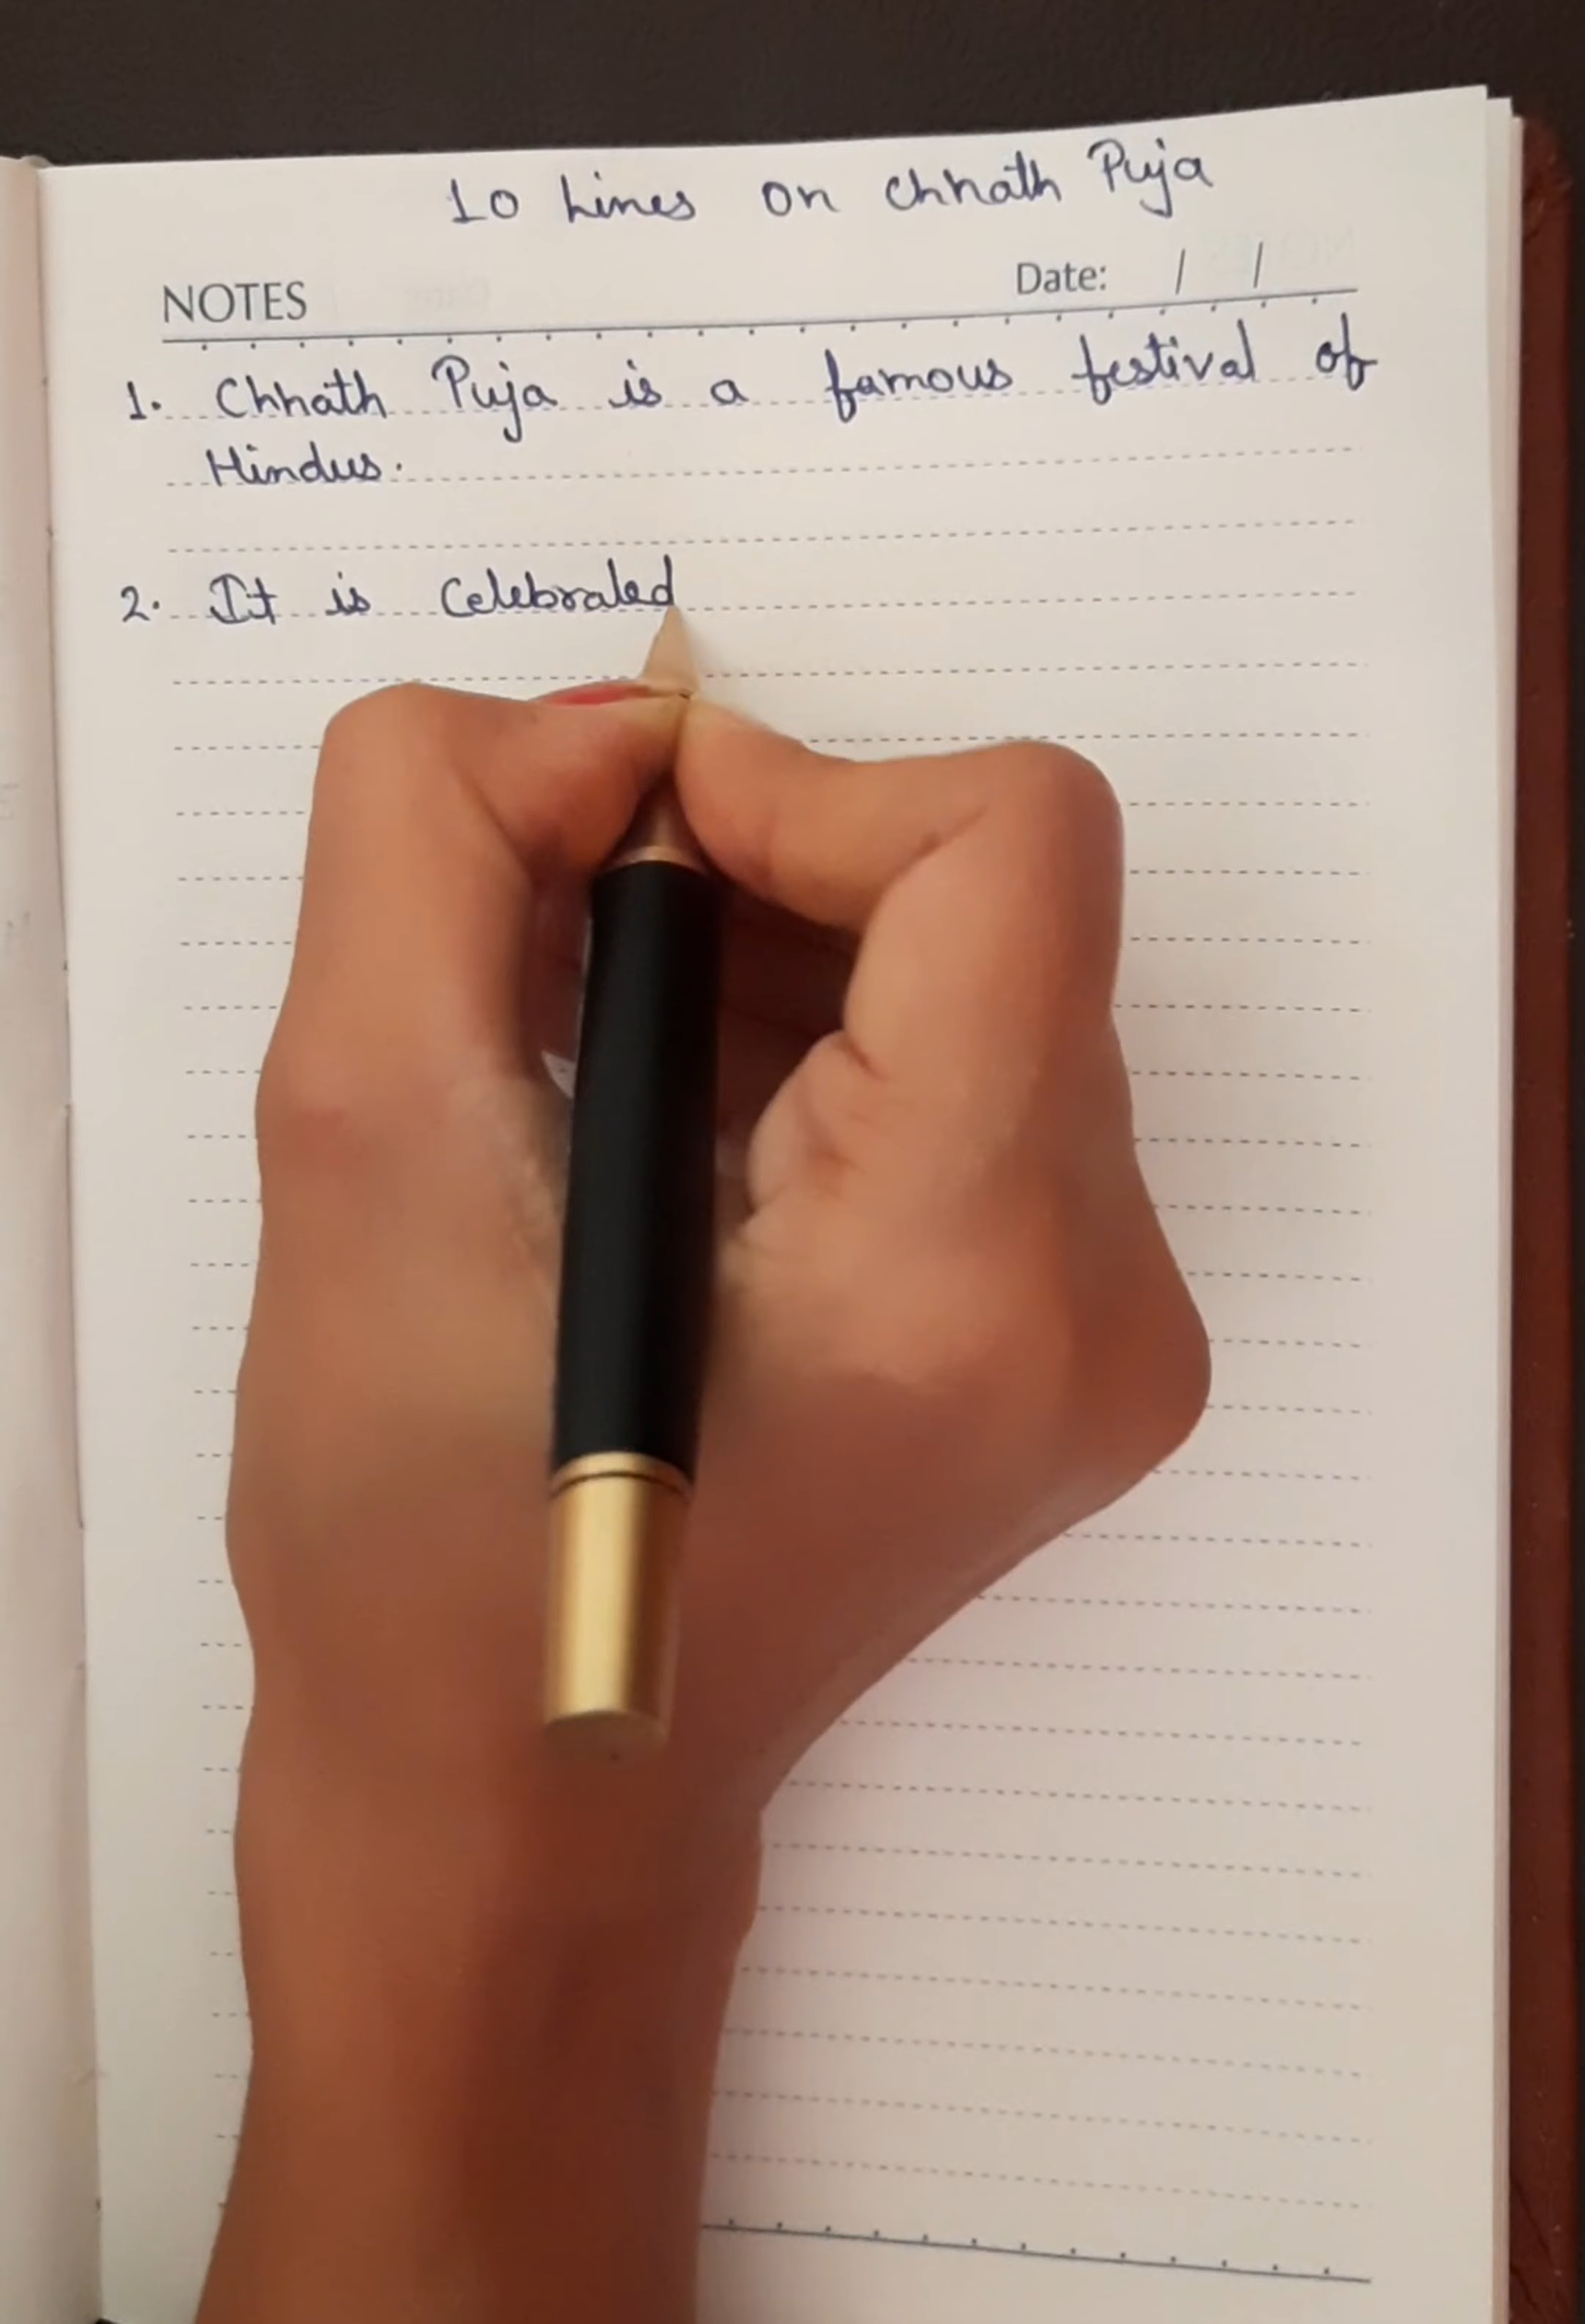 10 Lines on Chhath Puja
NOTES Date: / /
1. Chhath Puja is a famous festival of
Hindus.
2. It is Celebrated